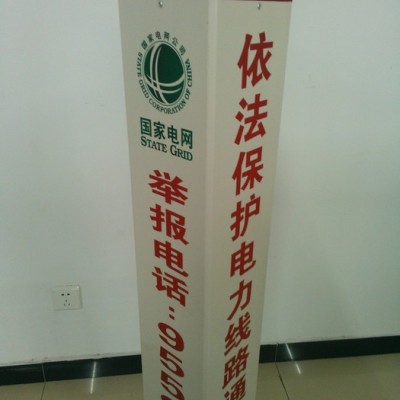 国家电网公司
STATE GRID CORPORATION OF CHINA
国家电网
STATE GRID
举报电话:955
依法保护电力线路通